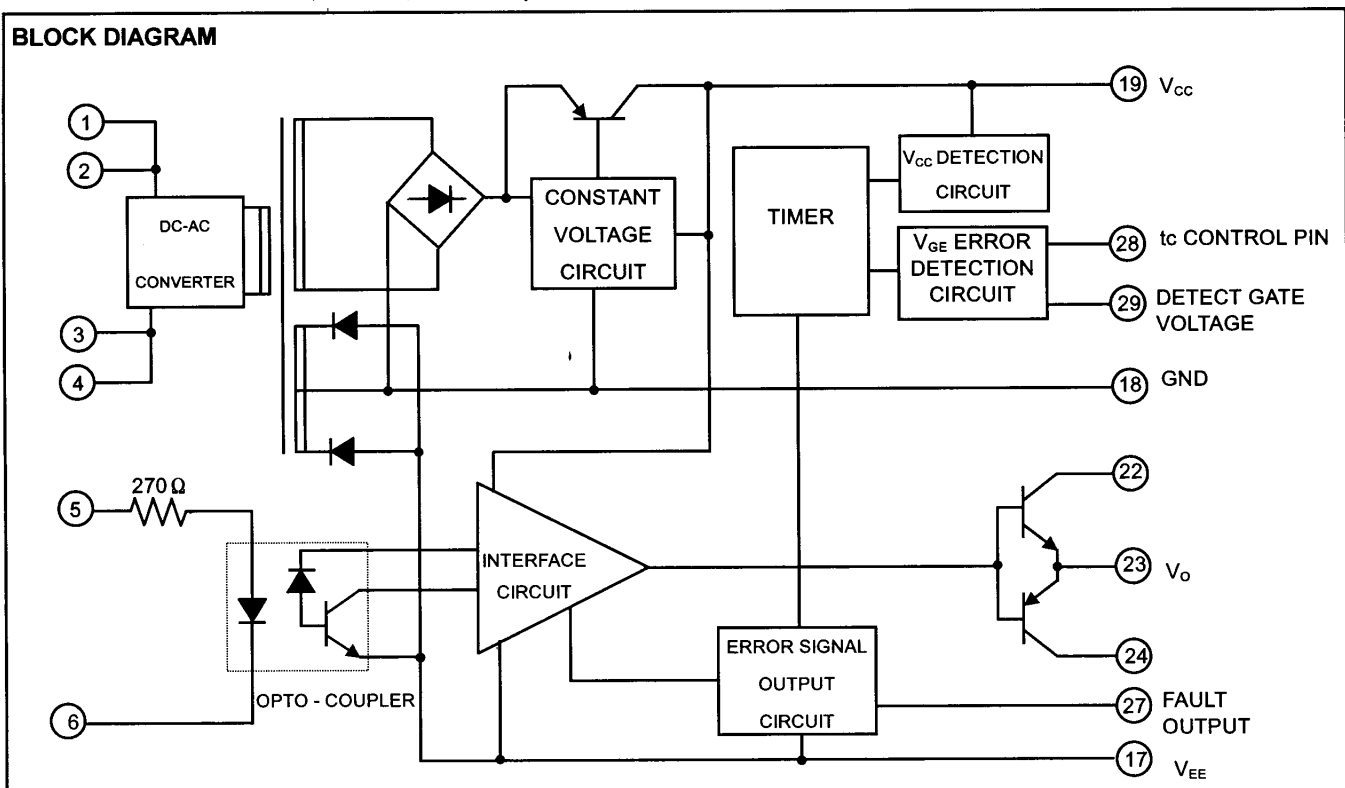 BLOCK DIAGRAM
19 VCC
1
2
DC-AC
CONVERTER
3
4
CONSTANT
VOLTAGE
CIRCUIT
TIMER
VCC DETECTION
CIRCUIT
VGE ERROR
DETECTION
CIRCUIT
28 tc CONTROL PIN
29 DETECT GATE
VOLTAGE
18 GND
5
270 Ω
6
OPTO - COUPLER
INTERFACE
CIRCUIT
22
23 VO
24
ERROR SIGNAL
OUTPUT
CIRCUIT
27 FAULT
OUTPUT
17 VEE